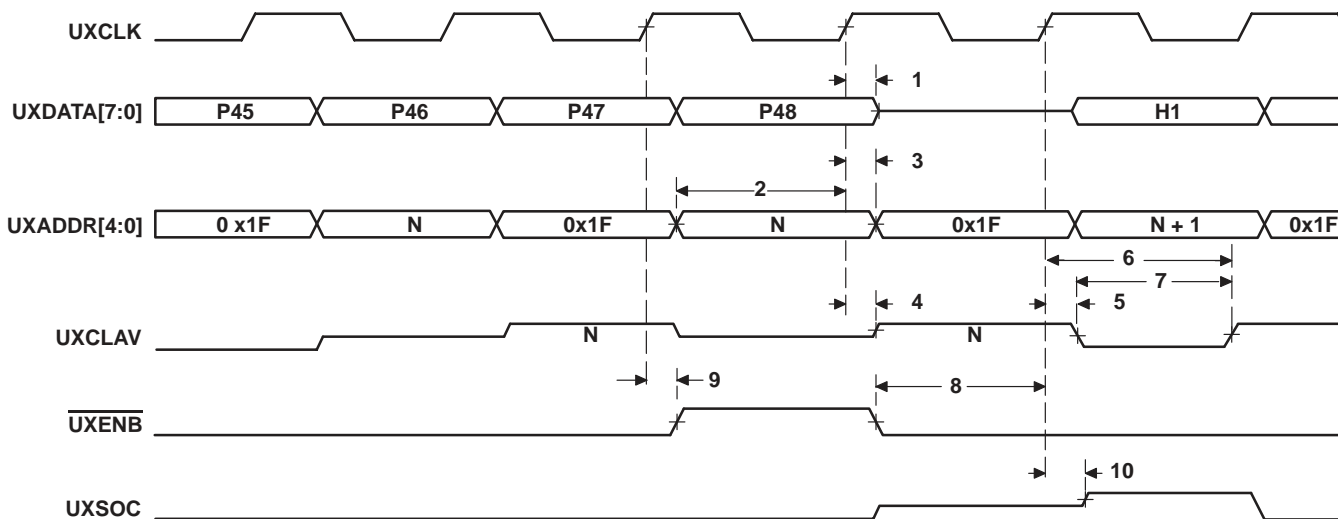 UXCLK
1
UXDATA[7:0] P45 P46 P47 P48 H1
3
2
UXADDR[4:0] 0 x1F N 0x1F N 0x1F N + 1 0x1F
6
7
4 5
UXCLAV N N
9 8
UXENB
10
UXSOC